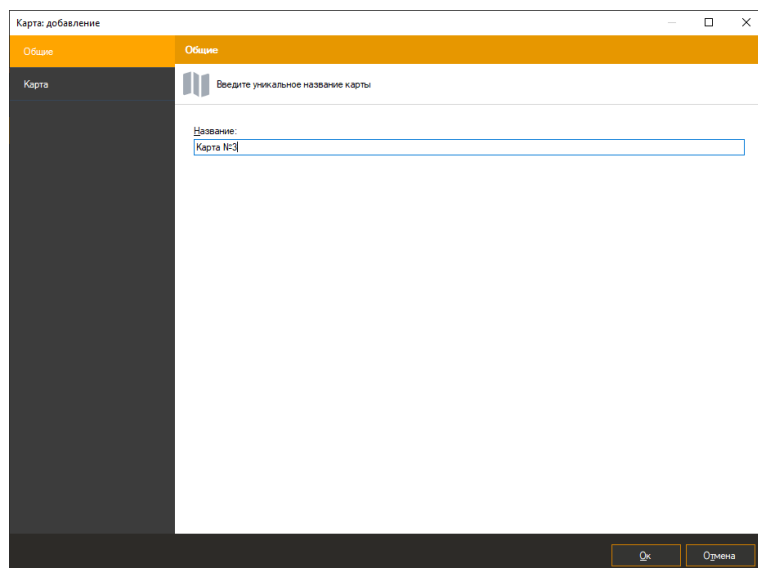 Карта: добавление
Общие
Карта
Общие
Введите уникальное название карты
Название:
Карта №3
Ок
Отмена